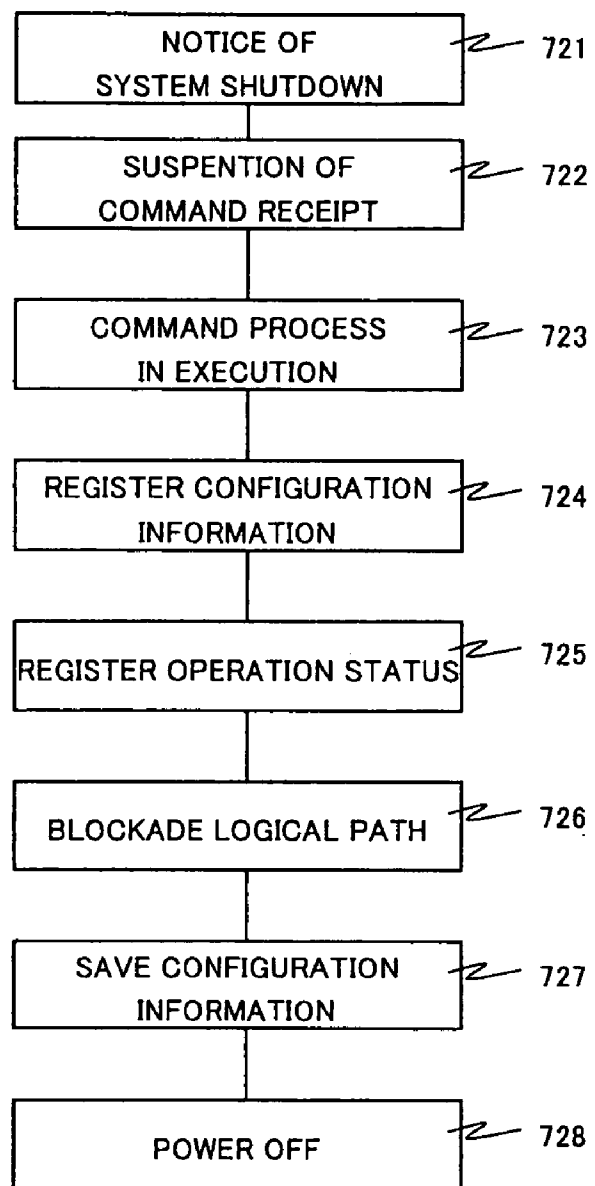 NOTICE OF
SYSTEM SHUTDOWN
721
SUSPENTION OF
COMMAND RECEIPT
722
COMMAND PROCESS
IN EXECUTION
723
REGISTER CONFIGURATION
INFORMATION
724
REGISTER OPERATION STATUS
725
BLOCKADE LOGICAL PATH
726
SAVE CONFIGURATION
INFORMATION
727
POWER OFF
728